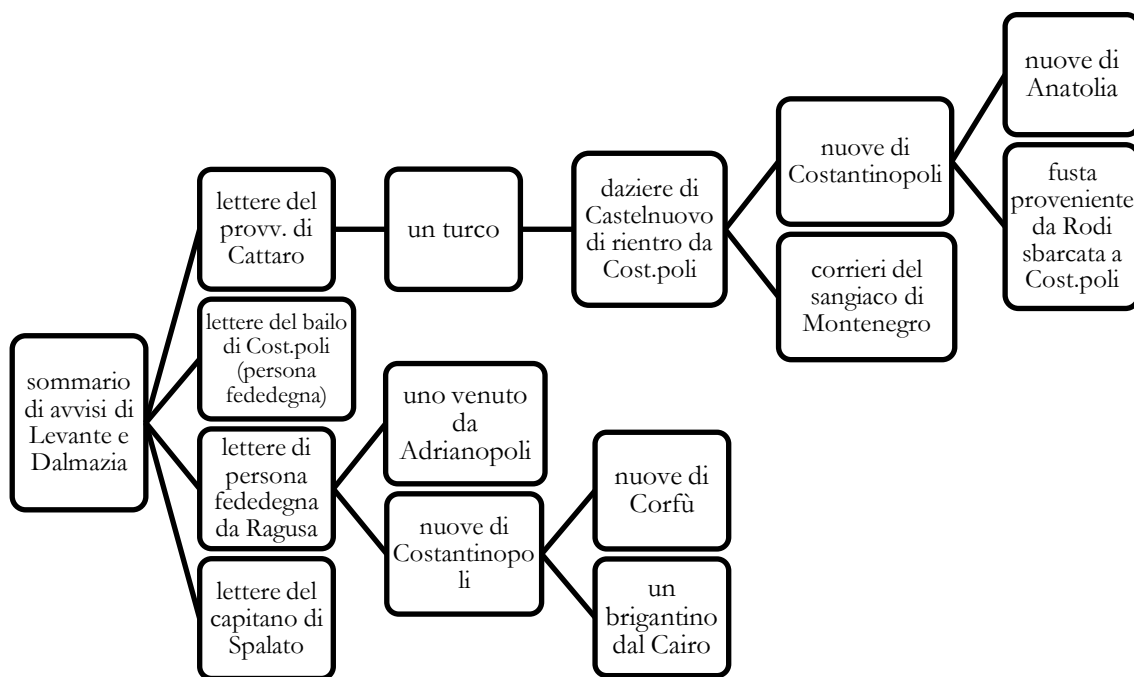 sommario
di avvisi di
Levante e
Dalmazia
lettere del
provv. di
Cattaro
un turco
daziere di
Castelnuovo
di rientro da
Cost.poli
nuove di
Costantinopoli
nuove di
Anatolia
fusta
proveniente
da Rodi
sbarcata a
Cost.poli
corrieri del
sangiaco di
Montenegro
lettere del bailo
di Cost.poli
(persona
fededegna)
lettere di
persona
fededegna
da Ragusa
uno venuto
da
Adrianopoli
nuove di
Costantinopo
li
nuove di
Corfù
un
brigantino
dal Cairo
lettere del
capitano di
Spalato